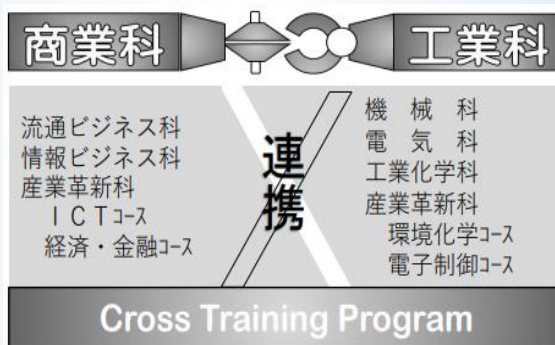 商業科
工業科
流通ビジネス科
情報ビジネス科
産業革新科
ＩＣＴｺｰｽ
経済・金融ｺｰｽ
連携
機　械　科
電　気　科
工業化学科
産業革新科
環境化学ｺｰｽ
電子制御ｺｰｽ
Cross Training Program